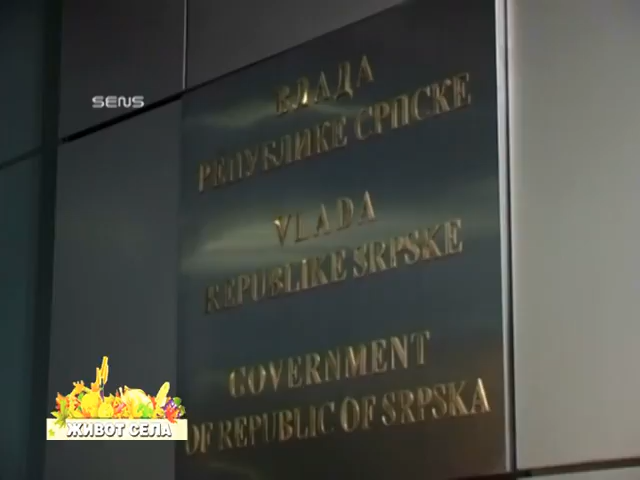 SENS
ВЛАДА
РЕПУБЛИКЕ СРПСКЕ
VLADA
REPUBLIKE SRPSKE
GOVERNMENT
OF REPUBLIC OF SRPSKA
ЖИВОТ СЕЛА